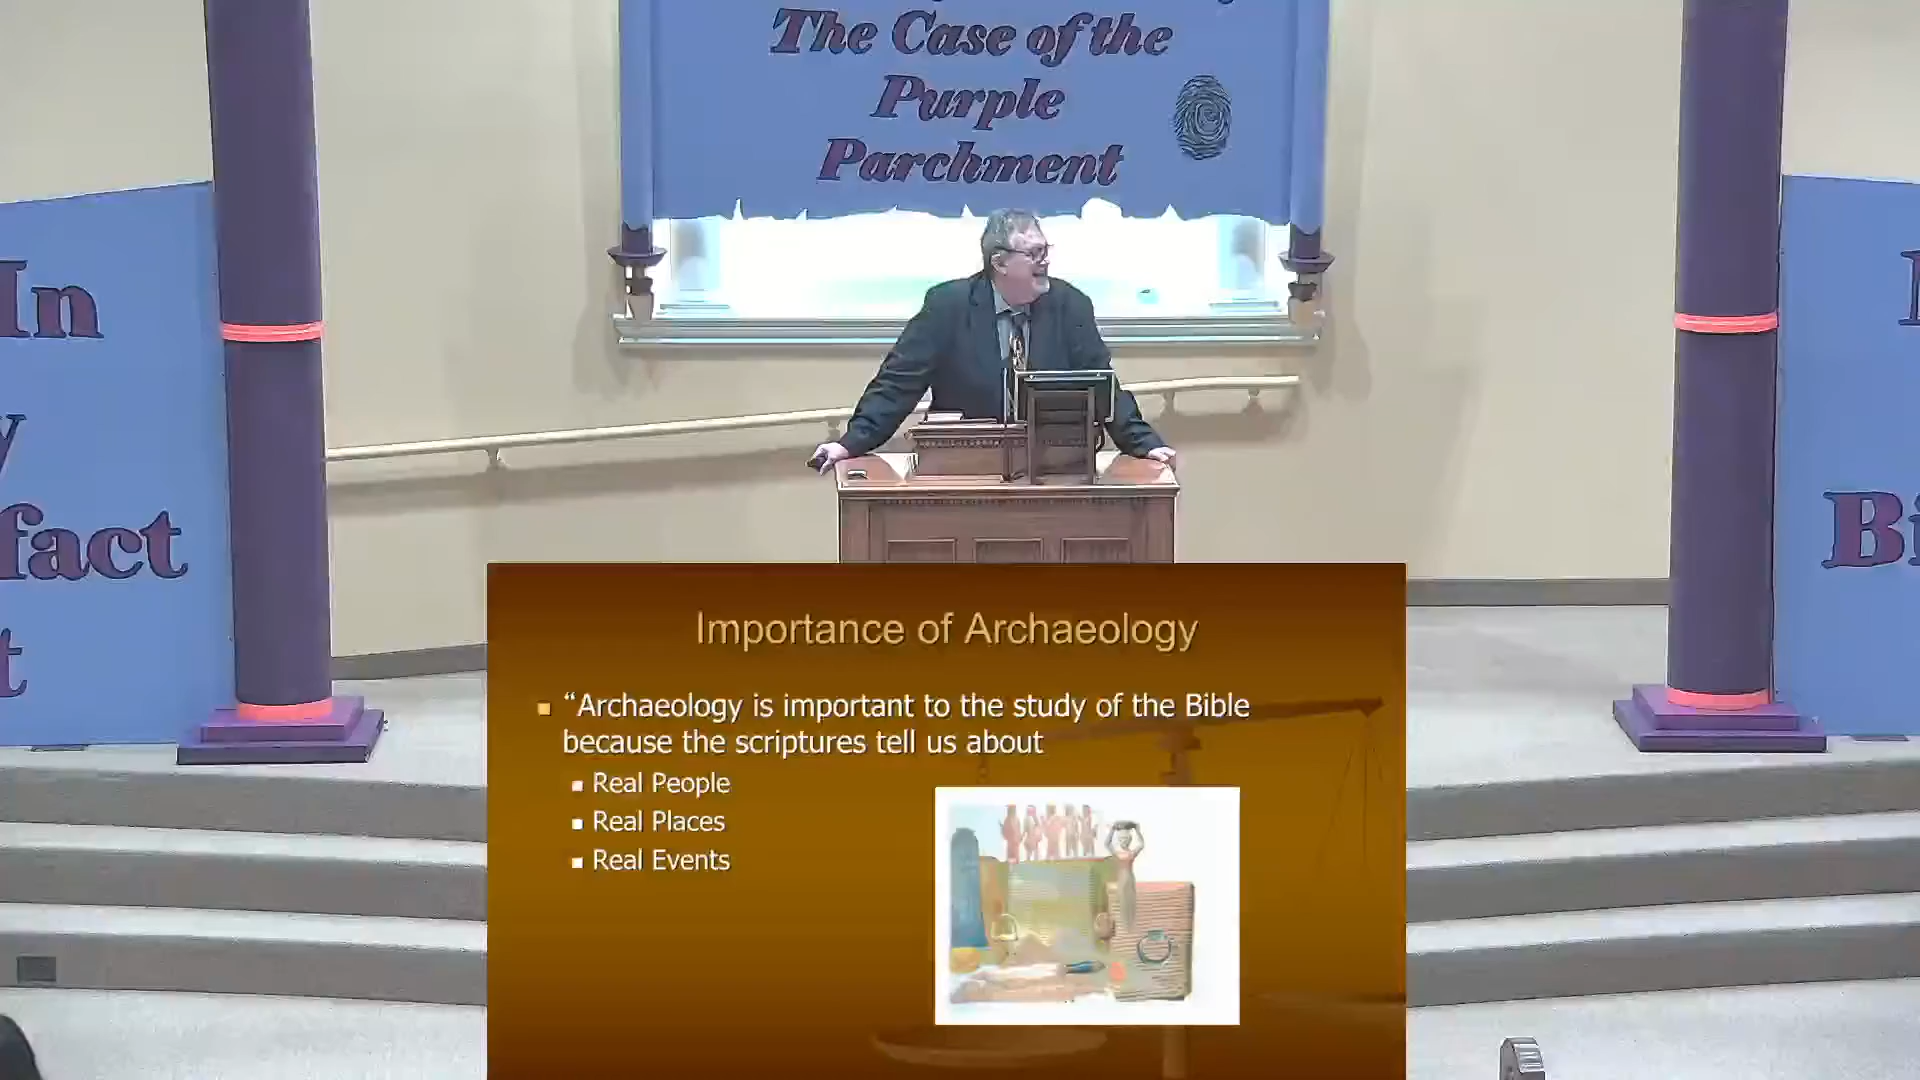 The Case of the
Purple
Parchment
In
y
fact
t
Bi
Importance of Archaeology
“Archaeology is important to the study of the Bible
because the scriptures tell us about
Real People
Real Places
Real Events